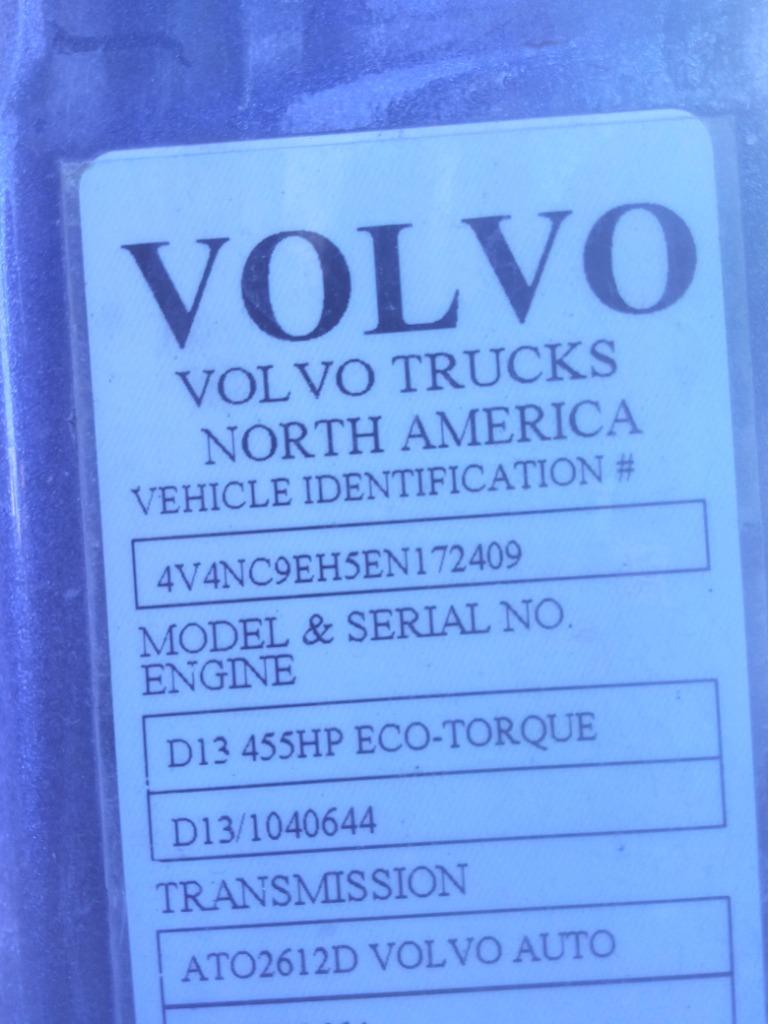 VOLVO
VOLVO TRUCKS
NORTH AMERICA
VEHICLE IDENTIFICATION #
4V4NC9EH5EN172409
MODEL & SERIAL NO.
ENGINE
D13 455HP ECO-TORQUE
D13/1040644
TRANSMISSION
ATO2612D VOLVO AUTO